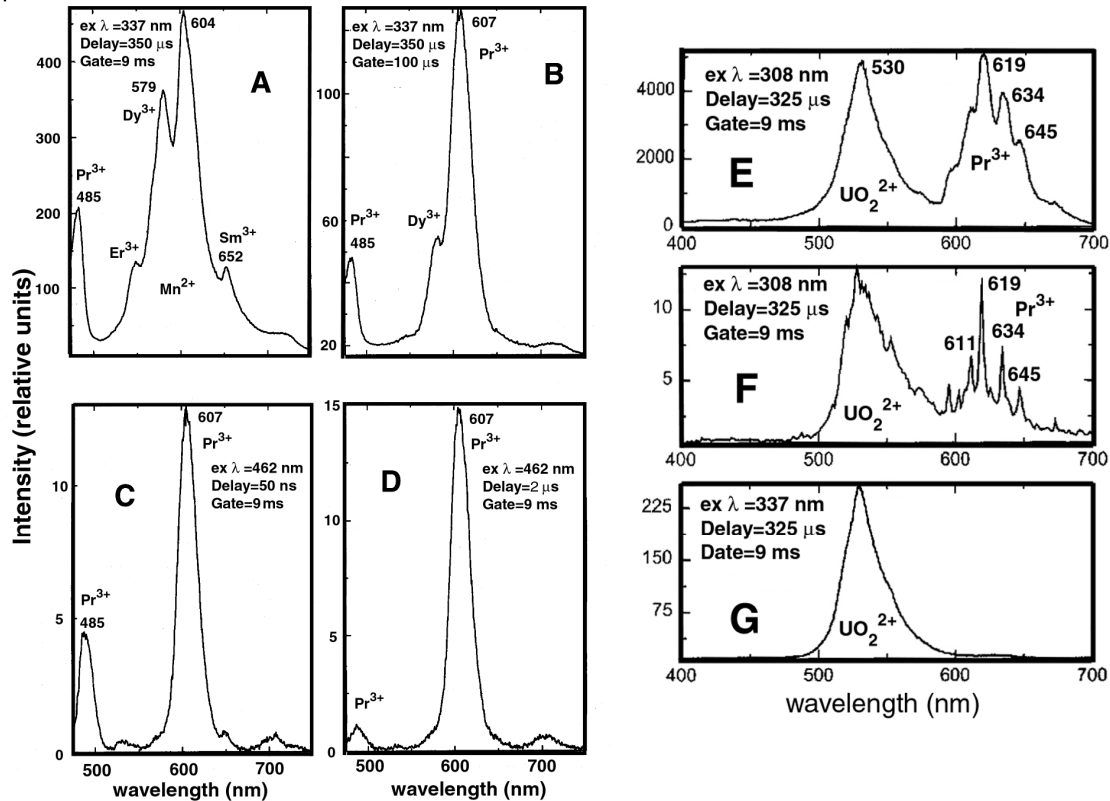 Intensity (relative units)
ex λ =337 nm
Delay=350 μs
Gate=9 ms
604
A
579
Dy3+
Pr3+
485
Er3+
Mn2+
Sm3+
652
400
300
200
100
ex λ =337 nm
Delay=350 μs
Gate=100 μs
607
Pr3+
B
Pr3+
485
Dy3+
100
60
20
607
Pr3+
ex λ =462 nm
Delay=50 ns
Gate=9 ms
C
Pr3+
485
10
5
0
500
600
700
wavelength (nm)
607
Pr3+
ex λ =462 nm
Delay=2 μs
Gate=9 ms
D
Pr3+
15
10
5
0
500
600
700
wavelength (nm)
ex λ =308 nm
Delay=325 μs
Gate=9 ms
E
530
UO22+
619
634
645
Pr3+
4000
2000
0
400
500
600
700
ex λ =308 nm
Delay=325 μs
Gate=9 ms
F
UO22+
611
619
Pr3+
634
645
10
5
400
500
600
700
ex λ =337 nm
Delay=325 μs
Date=9 ms
G
UO22+
225
150
75
400
500
600
700
wavelength (nm)